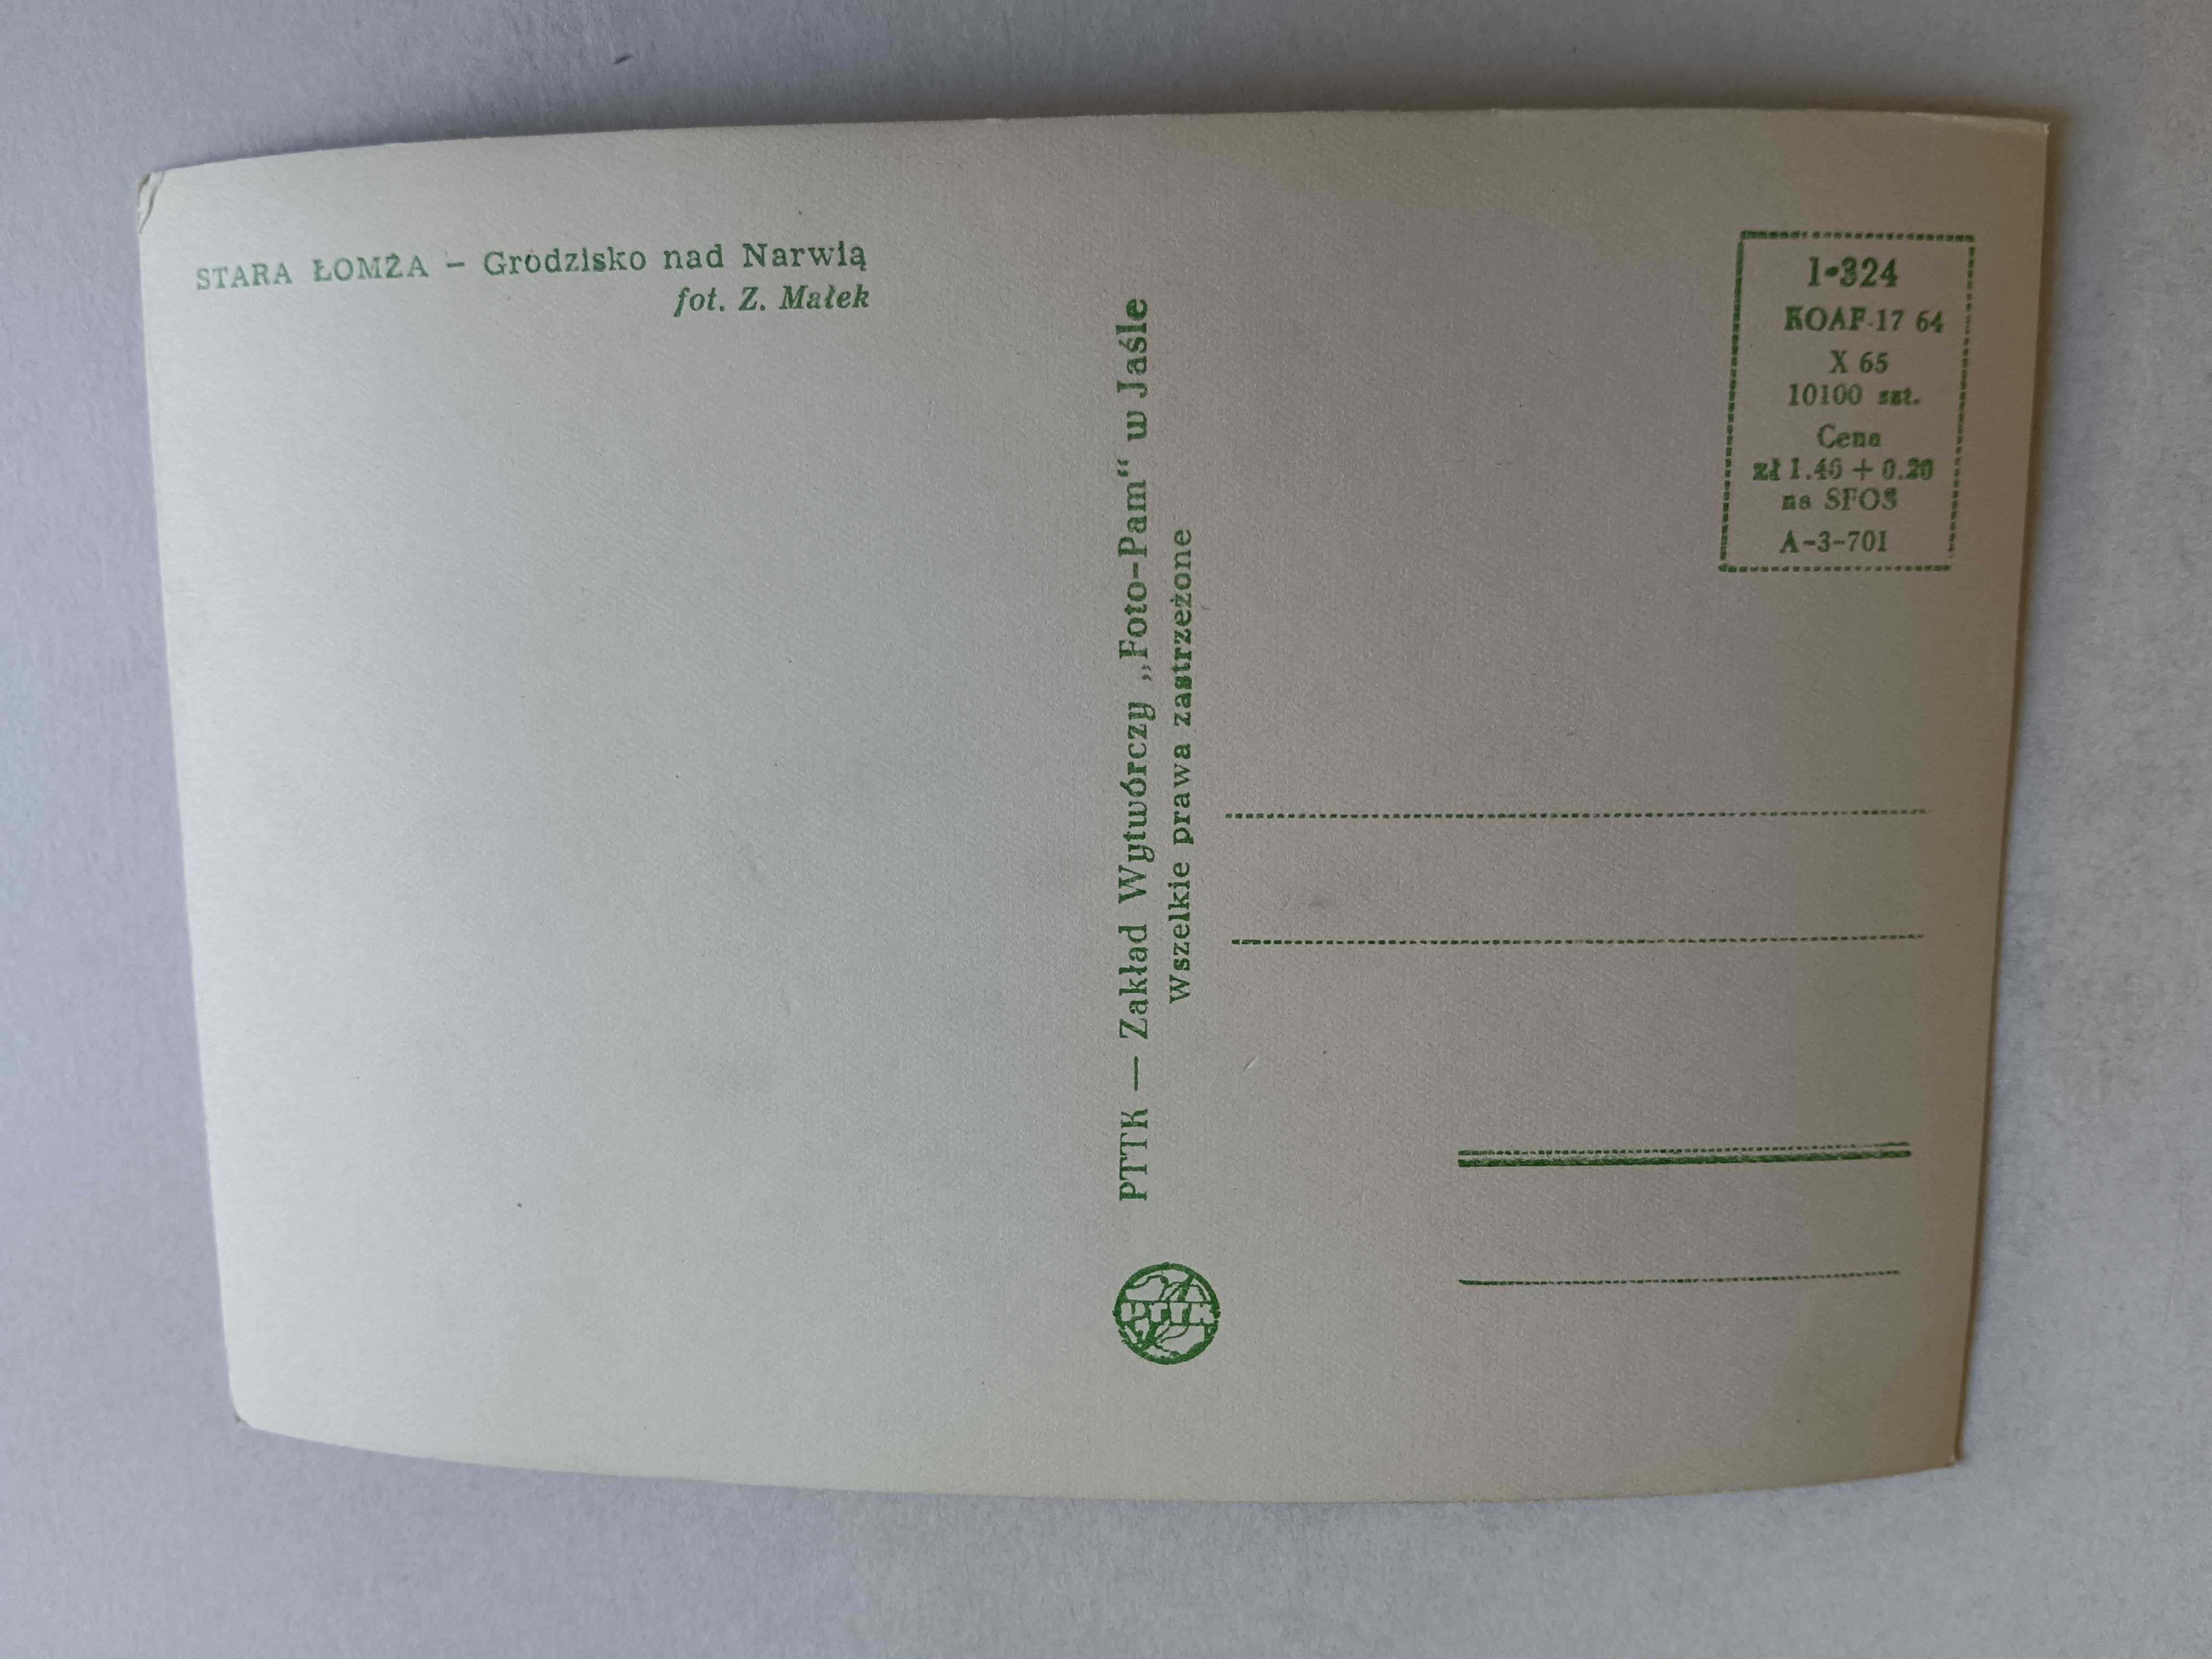 STARA ŁOMŻA – Grodzisko nad Narwią
fot. Z. Małek
PTTK — Zakład Wytwórczy „Foto-Pam“ w Jaśle
Wszelkie prawa zastrzeżone
PTTK
1-324
KOAF-17 64
X 65
10100 szt.
Cena
zł 1.40 + 0.20
na SFOS
A-3-701